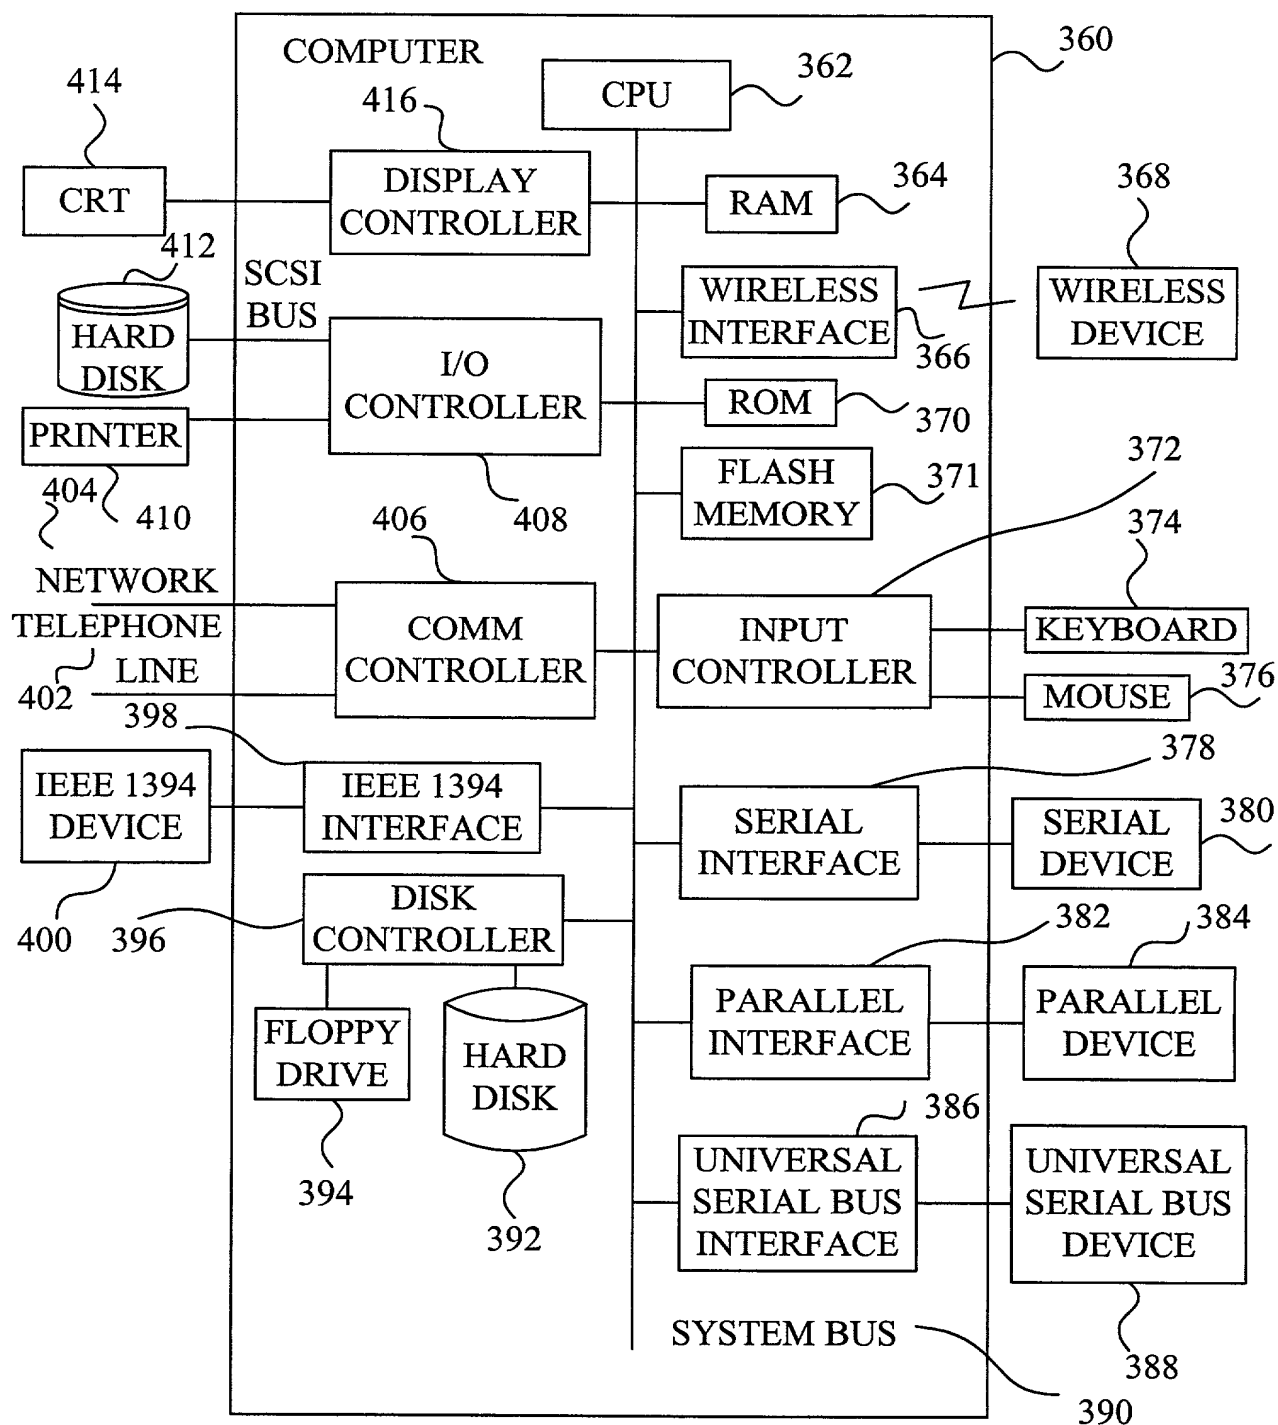 COMPUTER
360
CPU
362
414
416
CRT
DISPLAY
CONTROLLER
RAM
364
368
412
SCSI
BUS
WIRELESS
INTERFACE
366
WIRELESS
DEVICE
HARD
DISK
I/O
CONTROLLER
ROM
370
PRINTER
372
404
410
408
FLASH
MEMORY
371
406
374
NETWORK
TELEPHONE
LINE
402
COMM
CONTROLLER
INPUT
CONTROLLER
KEYBOARD
MOUSE
376
398
378
IEEE 1394
DEVICE
IEEE 1394
INTERFACE
SERIAL
INTERFACE
SERIAL
DEVICE
380
400
396
DISK
CONTROLLER
382
384
FLOPPY
DRIVE
HARD
DISK
PARALLEL
INTERFACE
PARALLEL
DEVICE
394
392
386
UNIVERSAL
SERIAL BUS
INTERFACE
UNIVERSAL
SERIAL BUS
DEVICE
SYSTEM BUS
388
390